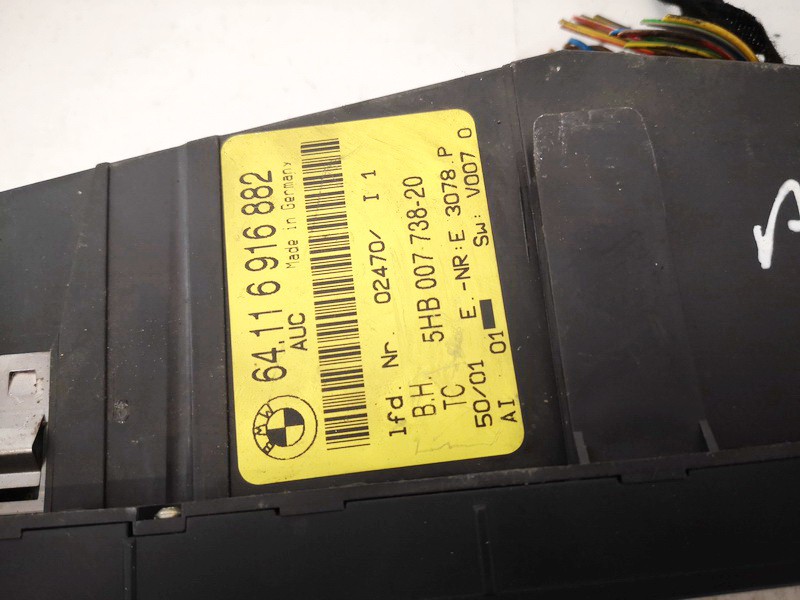 BMW
64.11 6 916 882
AUC Made in Germany
lfd. Nr. 02470/ I 1
B.H. 5HB 007 738-20
TC E.-NR:E 3078.P
50/01 Sw: V007 0
AI 01